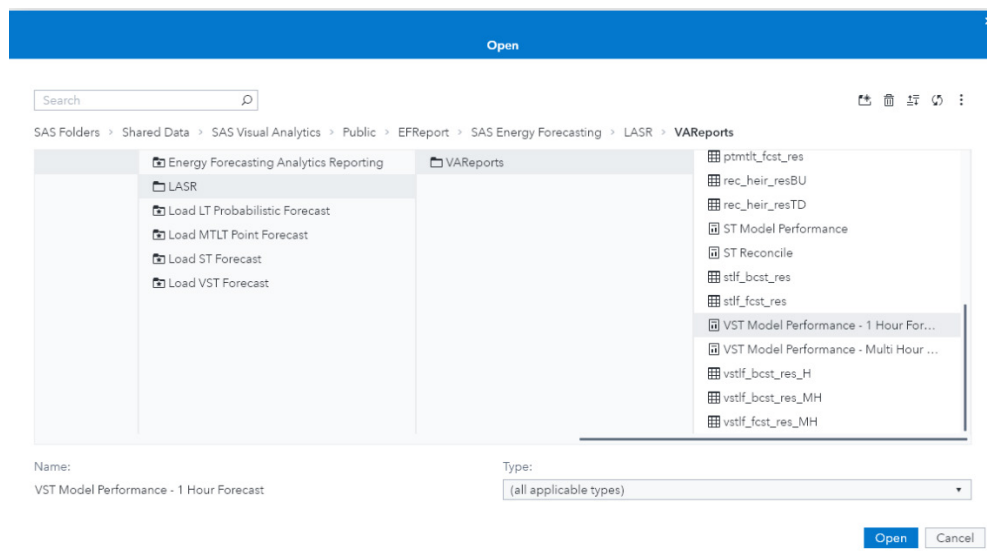 Open
Search
SAS Folders > Shared Data > SAS Visual Analytics > Public > EFReport > SAS Energy Forecasting > LASR > VAReports
Energy Forecasting Analytics Reporting
LASR
Load LT Probabilistic Forecast
Load MTLT Point Forecast
Load ST Forecast
Load VST Forecast
VAReports
ptmtlt_fcst_res
rec_heir_resBU
rec_heir_resTD
ST Model Performance
ST Reconcile
stlf_bcst_res
stlf_fcst_res
VST Model Performance - 1 Hour For...
VST Model Performance - Multi Hour ...
vstlf_bcst_res_H
vstlf_bcst_res_MH
vstlf_fcst_res_MH
Name:
VST Model Performance - 1 Hour Forecast
Type:
(all applicable types)
Open
Cancel